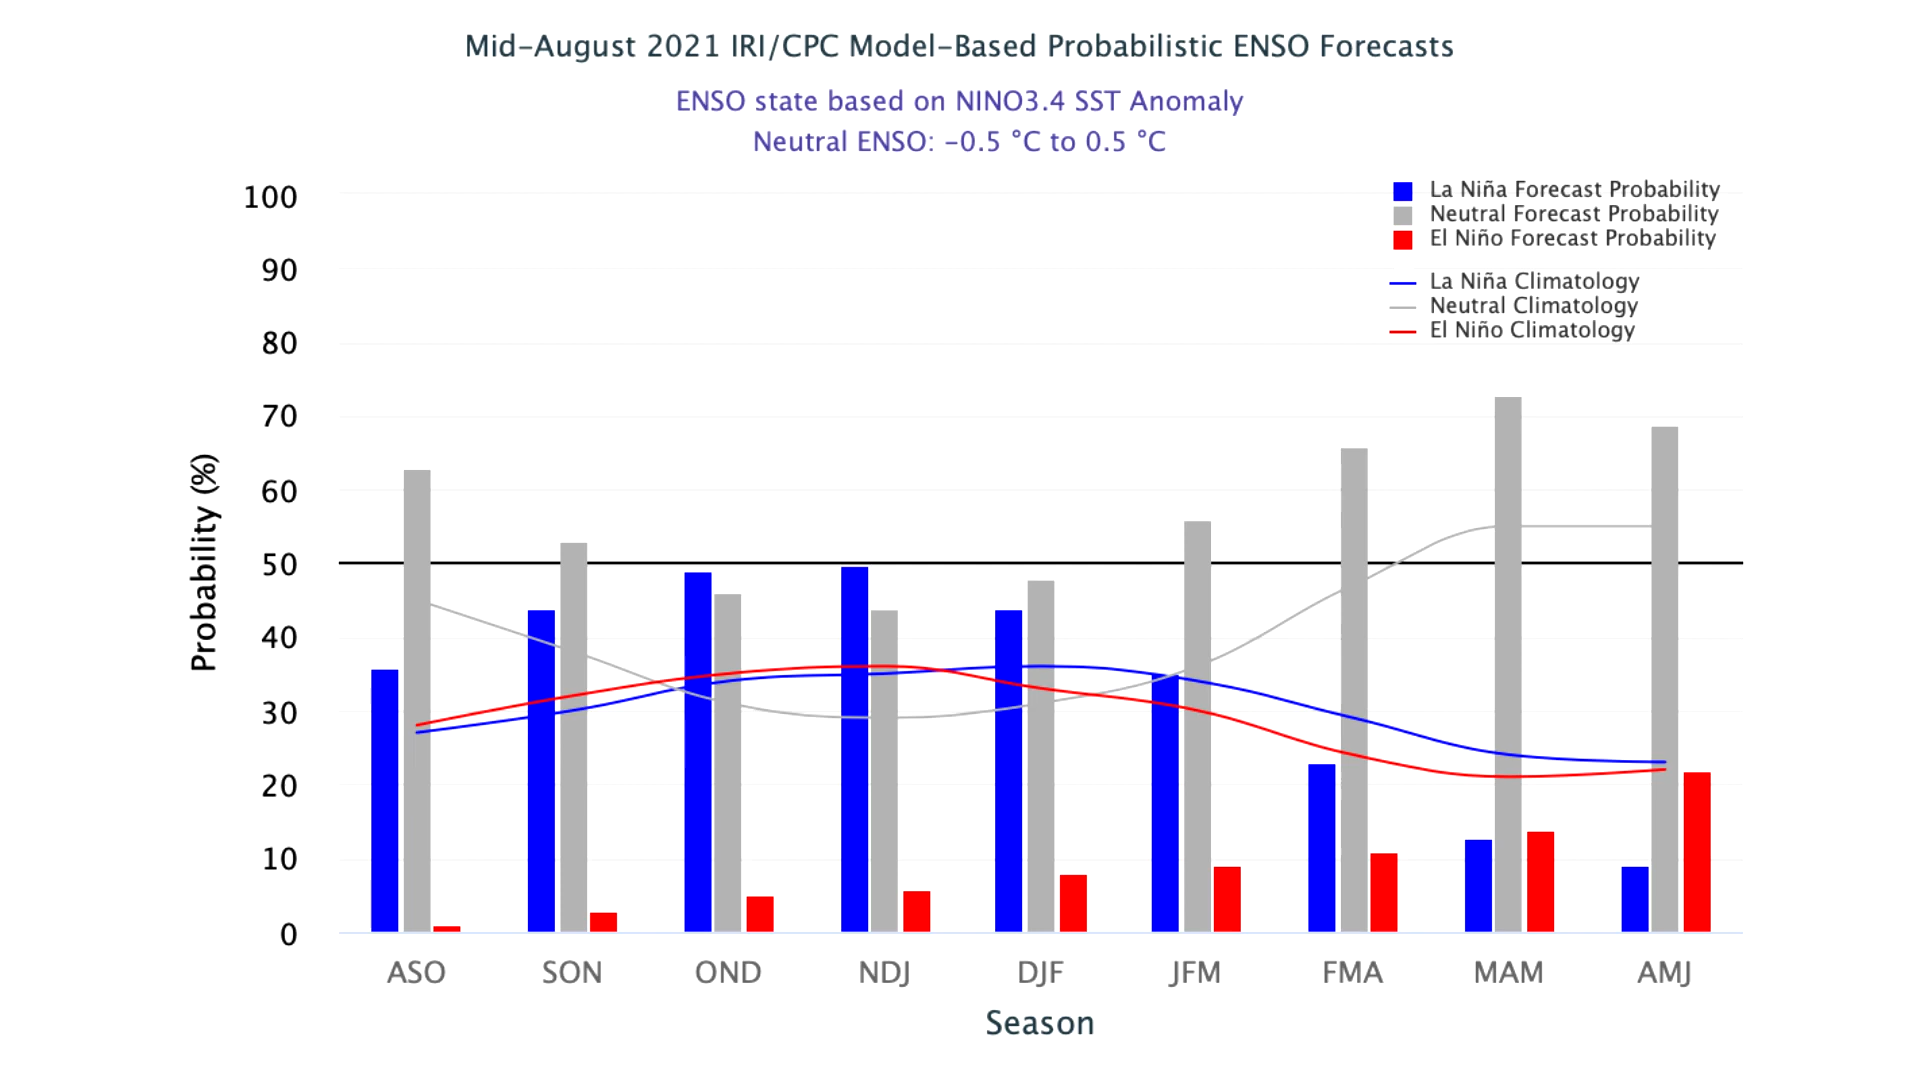 Mid-August 2021 IRI/CPC Model-Based Probabilistic ENSO Forecasts
ENSO state based on NINO3.4 SST Anomaly
Neutral ENSO: -0.5 °C to 0.5 °C
La Niña Forecast Probability
Neutral Forecast Probability
El Niño Forecast Probability
La Niña Climatology
Neutral Climatology
El Niño Climatology
Probability (%)
100
90
80
70
60
50
40
30
20
10
0
ASO SON OND NDJ DJF JFM FMA MAM AMJ
Season